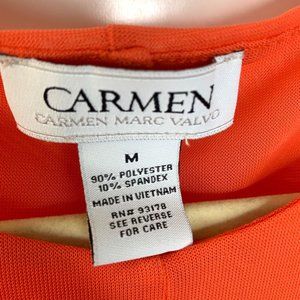 CARMEN
CARMEN MARC VALVO
M
90% POLYESTER
10% SPANDEX
MADE IN VIETNAM
RN# 93178
SEE REVERSE
FOR CARE